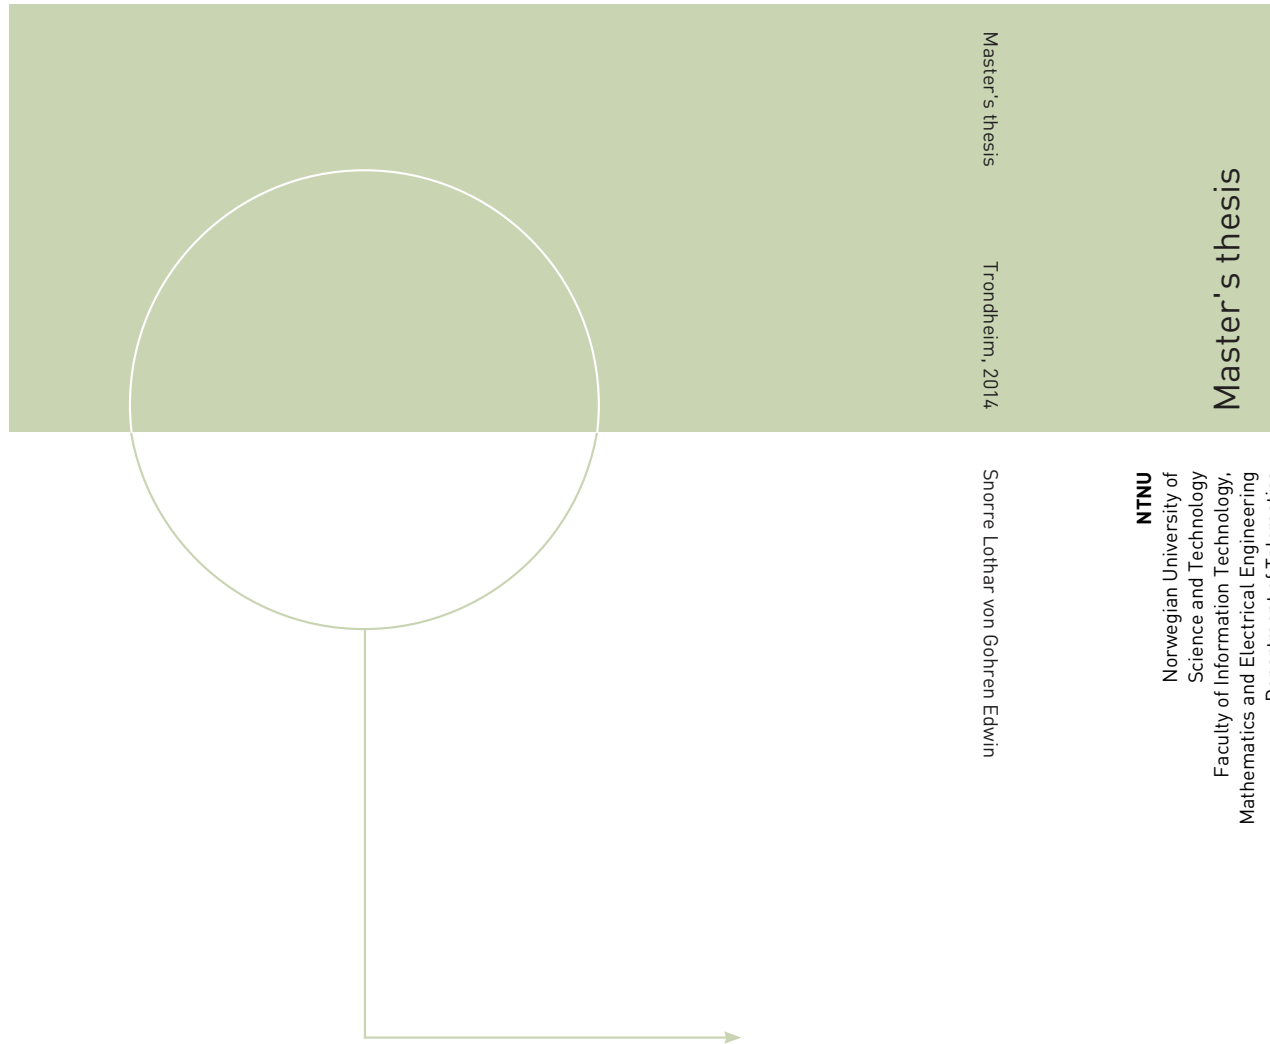 Master's thesis
Trondheim, 2014
Snorre Lothar von Gohren Edwin
Master's thesis
NTNU
Norwegian University of
Science and Technology
Faculty of Information Technology,
Mathematics and Electrical Engineering